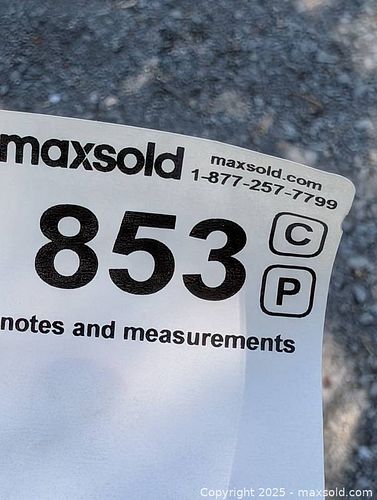 maxsold
maxsold.com
1-877-257-7799
853
C
P
notes and measurements
Copyright 2025 - maxsold.com